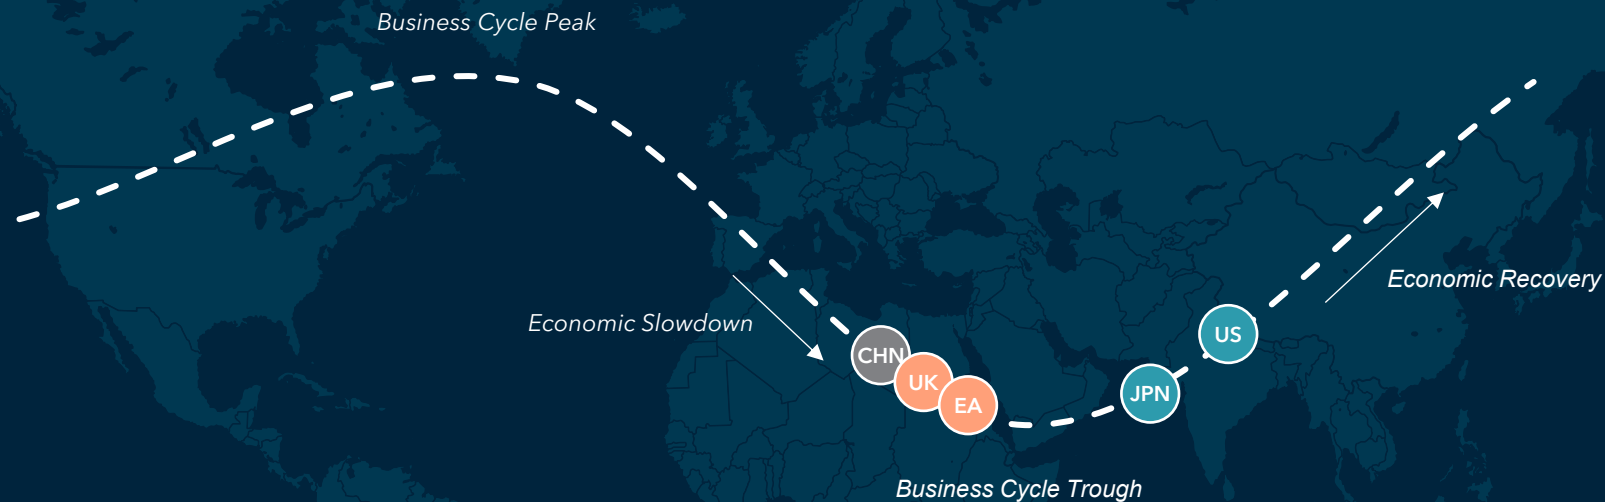 Business Cycle Peak
Economic Recovery
Economic Slowdown
CHN
UK
EA
JPN
US
Business Cycle Trough